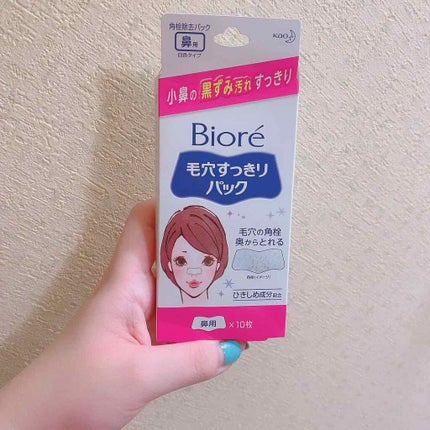 角栓除去パック
鼻用
白色タイプ
Kao
小鼻の黒ずみ汚れすっきり
Bioré
毛穴すっきり
パック
毛穴の角栓
奥からとれる
ひきしめ成分配合
鼻用 ×10枚